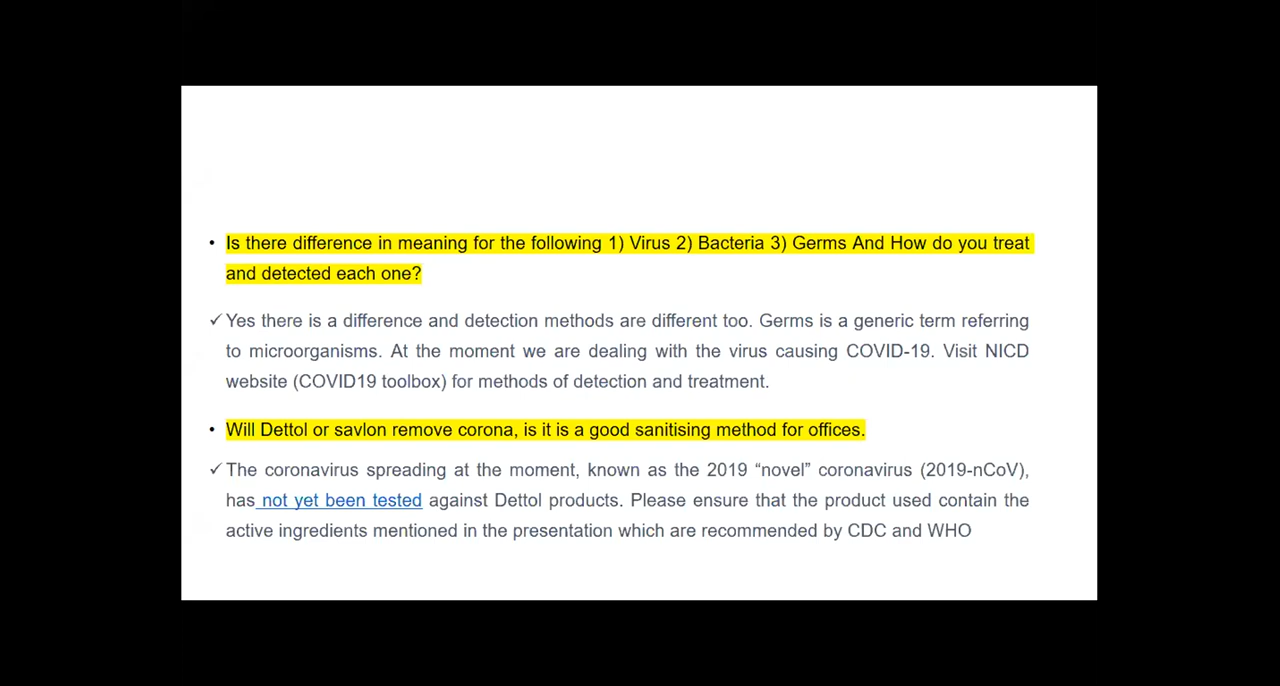 • Is there difference in meaning for the following 1) Virus 2) Bacteria 3) Germs And How do you treat
and detected each one?
✓ Yes there is a difference and detection methods are different too. Germs is a generic term referring
to microorganisms. At the moment we are dealing with the virus causing COVID-19. Visit NICD
website (COVID19 toolbox) for methods of detection and treatment.
• Will Dettol or savlon remove corona, is it is a good sanitising method for offices.
✓ The coronavirus spreading at the moment, known as the 2019 “novel” coronavirus (2019-nCoV),
has not yet been tested against Dettol products. Please ensure that the product used contain the
active ingredients mentioned in the presentation which are recommended by CDC and WHO